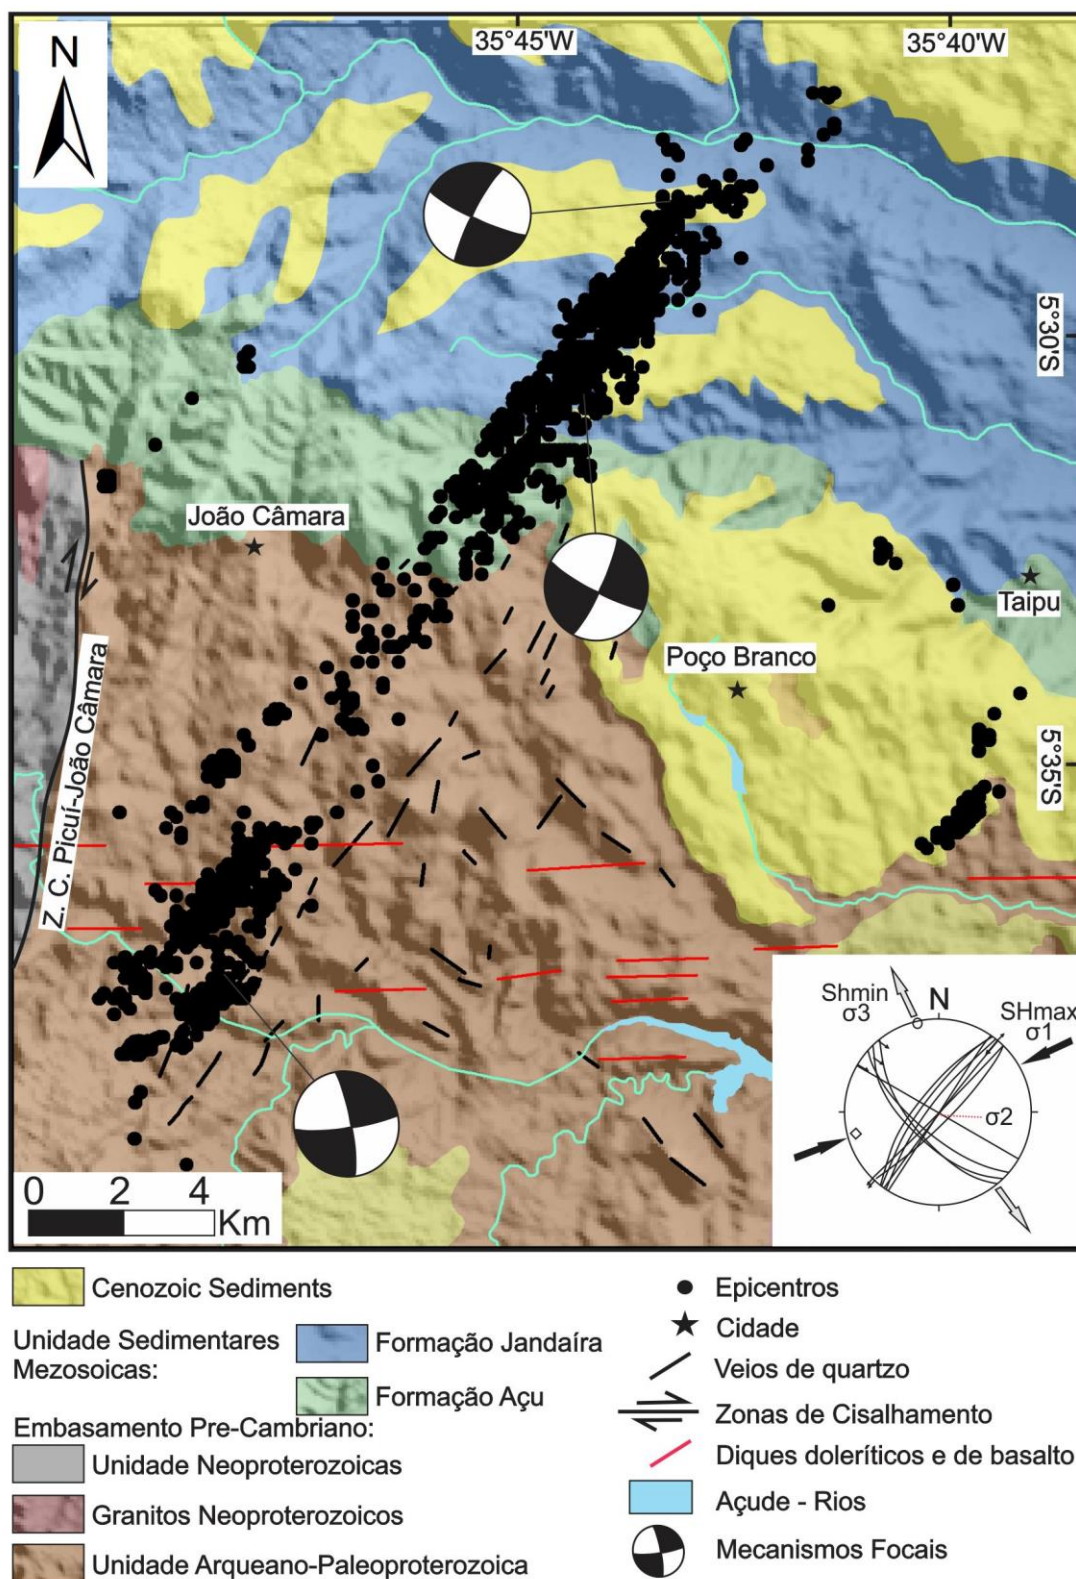 N
35°45'W
35°40'W
5°30'S
João Câmara
Taipu
Poço Branco
Z. C. Picuí-João Câmara
5°35'S
Shmin
σ3
N
SHmax
σ1
σ2
0 2 4
Km
Cenozoic Sediments
Unidade Sedimentares
Mezosoicas:
Formação Jandaíra
Formação Açu
Embasamento Pre-Cambriano:
Unidade Neoproterozoicas
Granitos Neoproterozoicos
Unidade Arqueano-Paleoproterozoica
Epicentros
Cidade
Veios de quartzo
Zonas de Cisalhamento
Diques doleríticos e de basalto
Açude - Rios
Mecanismos Focais